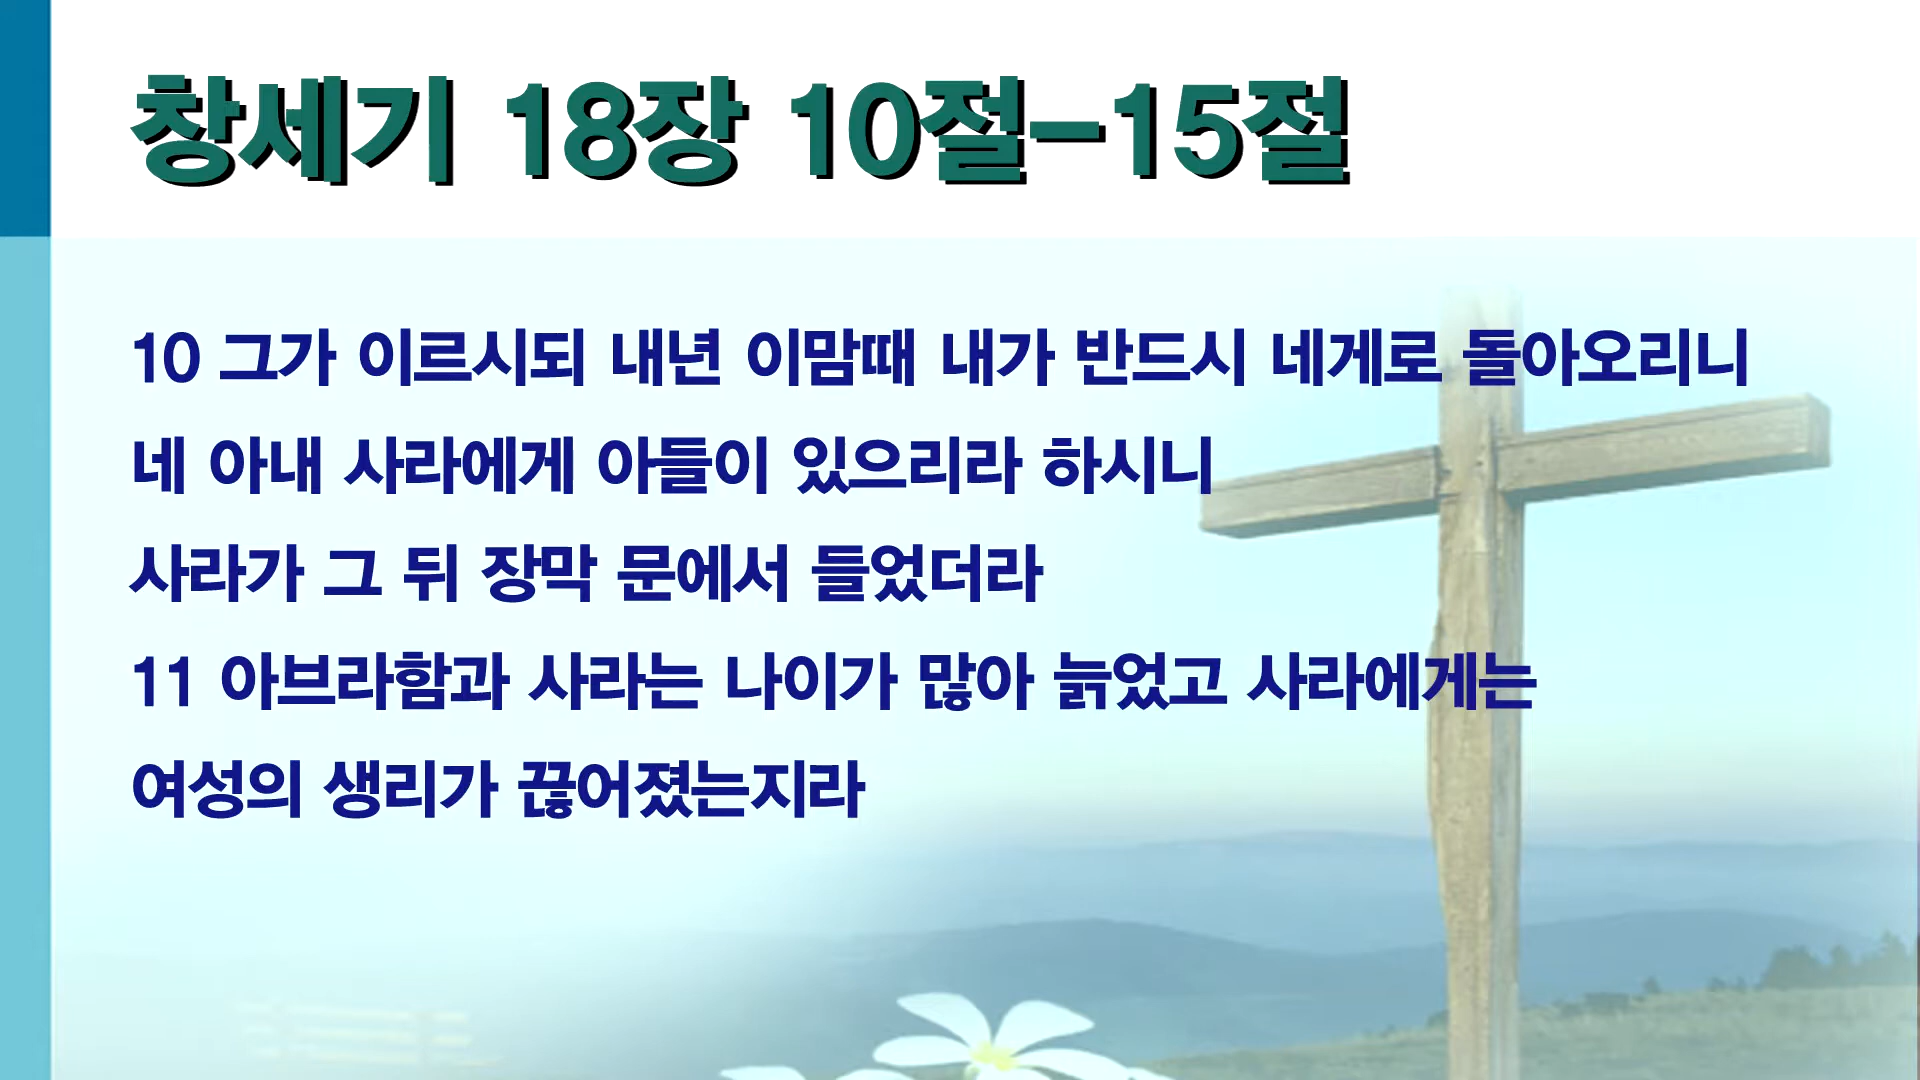 창세기 18장 10절-15절
10 그가 이르시되 내년 이맘때 내가 반드시 네게로 돌아오리니
네 아내 사라에게 아들이 있으리라 하시니
사라가 그 뒤 장막 문에서 들었더라
11 아브라함과 사라는 나이가 많아 늙었고 사라에게는
여성의 생리가 끊어졌는지라